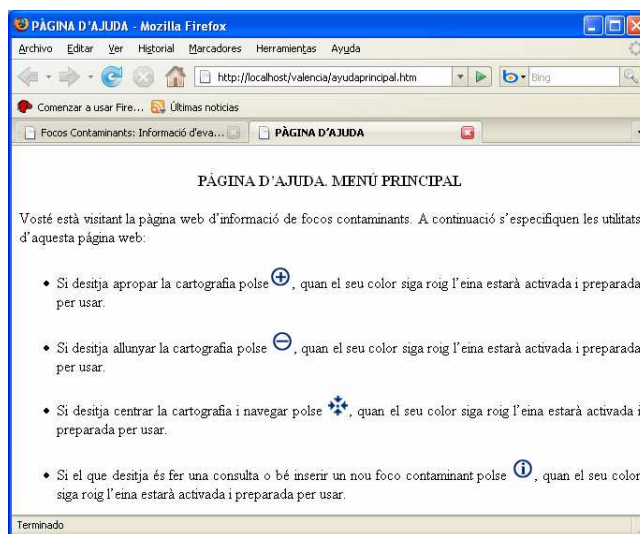 PÀGINA D'AJUDA - Mozilla Firefox
Archivo Editar Ver Historial Marcadores Herramientas Ayuda
http://localhost/valencia/ayudaprincipal.htm Bing
Comenzar a usar Fire... Últimas noticias
Focos Contaminants: Informació d'eva... PÀGINA D'AJUDA
PÀGINA D'AJUDA. MENÚ PRINCIPAL
Vosté està visitant la pàgina web d'informació de focos contaminants. A continuació s'especifiquen les utilitats
d'aquesta págína web:
Si desitja apropar la cartografia polse , quan el seu color siga roig l'eina estarà activada i preparada
per usar.
Si desitja allunyar la cartografia polse , quan el seu color siga roig l'eina estarà activada i preparada
per usar.
Si desitja centrar la cartografia i navegar polse , quan el seu color siga roig l'eina estarà activada i
preparada per usar.
Si el que desitja és fer una consulta o bé inserir un nou foco contaminant polse , quan el seu color
siga roig l'eina estarà activada i preparada per usar.
Terminado